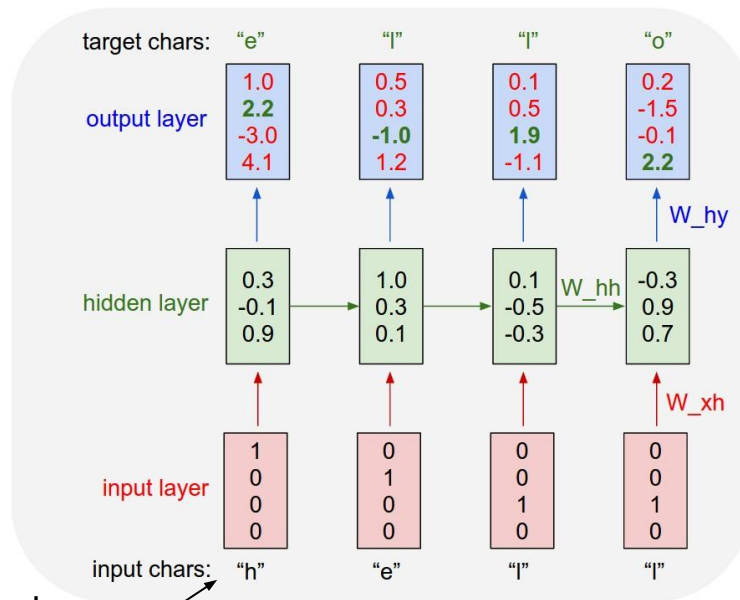 target chars: “e” “l” “l” “o”
output layer
1.0 0.5 0.1 0.2
2.2 0.3 0.5 -1.5
-3.0 -1.0 1.9 -0.1
4.1 1.2 -1.1 2.2
W_hy
hidden layer
0.3 1.0 0.1 -0.3
-0.1 0.3 -0.5 0.9
0.9 0.1 -0.3 0.7
W_hh
W_xh
input layer
1 0 0 0
0 1 0 0
0 0 1 1
0 0 0 0
input chars: “h” “e” “l” “l”